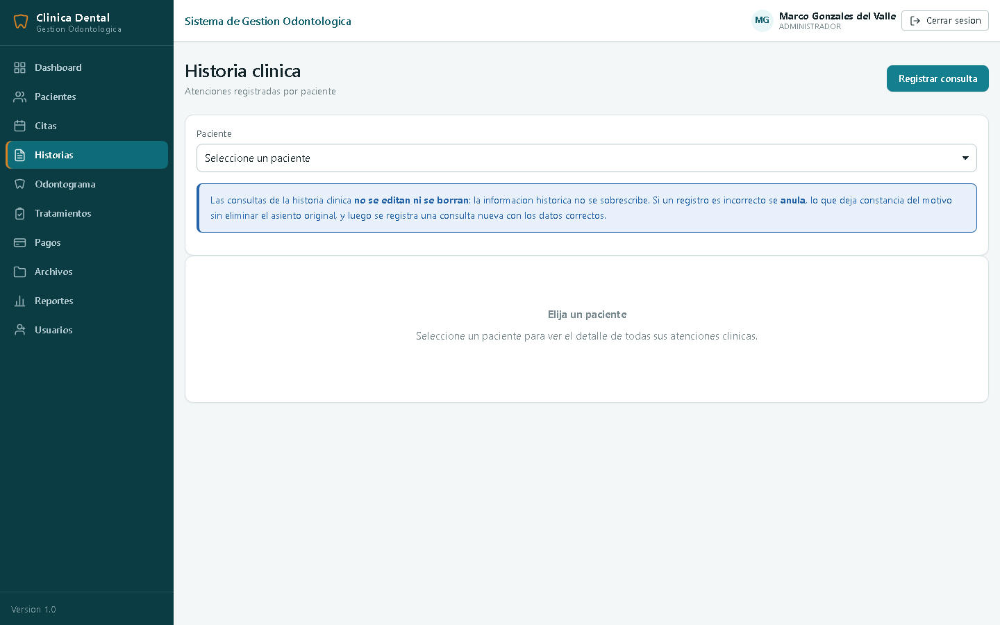 Clinica Dental
Gestion Odontologica
Dashboard
Pacientes
Citas
Historias
Odontograma
Tratamientos
Pagos
Archivos
Reportes
Usuarios
Version 1.0
Sistema de Gestion Odontologica
MG
Marco Gonzales del Valle
ADMINISTRADOR
Cerrar sesion
Historia clinica
Atenciones registradas por paciente
Registrar consulta
Paciente
Seleccione un paciente
Las consultas de la historia clinica no se editan ni se borran: la informacion historica no se sobrescribe. Si un registro es incorrecto se anula, lo que deja constancia del motivo
sin eliminar el asiento original, y luego se registra una consulta nueva con los datos correctos.
Elija un paciente
Seleccione un paciente para ver el detalle de todas sus atenciones clinicas.